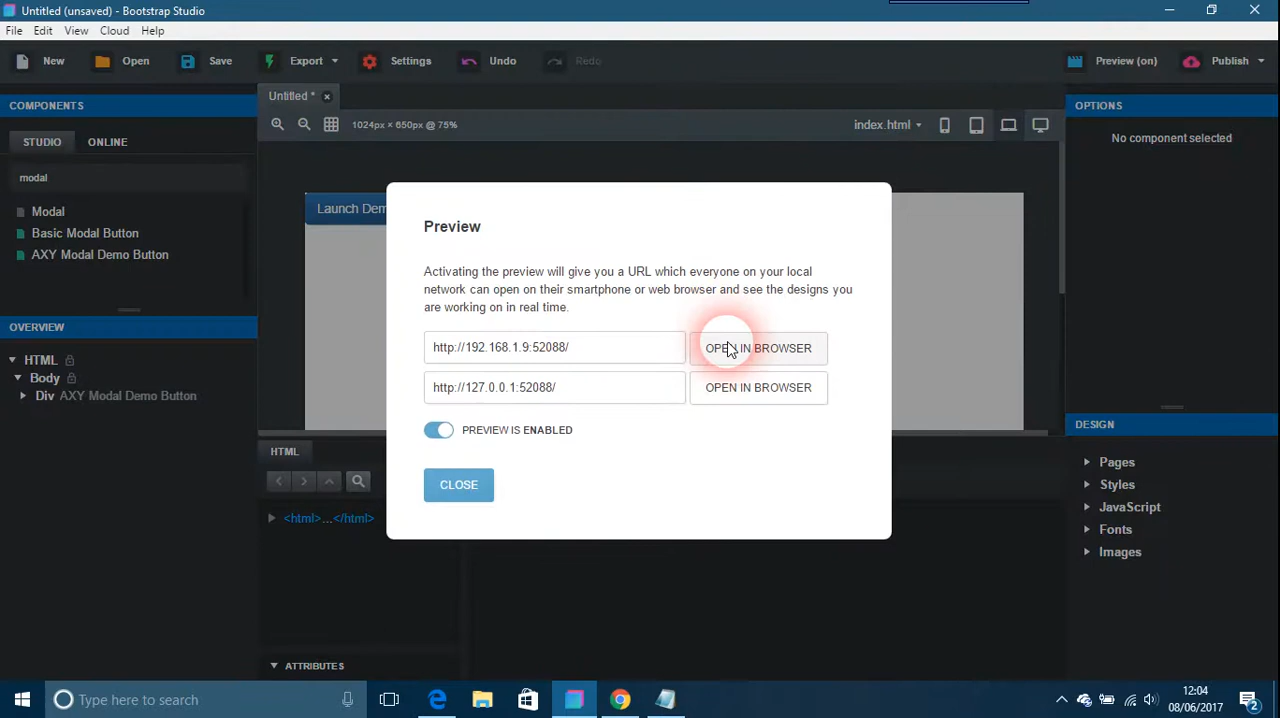 Untitled (unsaved) - Bootstrap Studio
File Edit View Cloud Help
New Open Save Export Settings Undo Redo Preview (on) Publish
COMPONENTS
Untitled *
OPTIONS
1024px × 650px @ 75%
index.html
STUDIO ONLINE
No component selected
modal
Modal
Basic Modal Button
AXY Modal Demo Button
Launch Dem
Preview
Activating the preview will give you a URL which everyone on your local
network can open on their smartphone or web browser and see the designs you
are working on in real time.
http://192.168.1.9:52088/ OPEN IN BROWSER
http://127.0.0.1:52088/ OPEN IN BROWSER
PREVIEW IS ENABLED
CLOSE
OVERVIEW
HTML
Body
Div AXY Modal Demo Button
HTML
<html>...</html>
ATTRIBUTES
DESIGN
Pages
Styles
JavaScript
Fonts
Images
Type here to search
12:04
08/06/2017
2